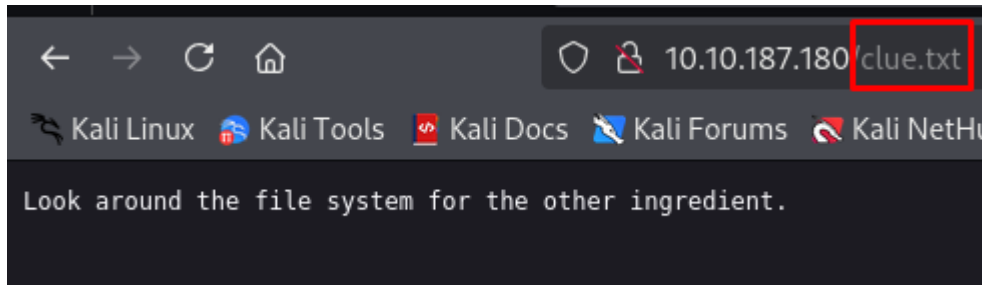 10.10.187.180/clue.txt
Kali Linux Kali Tools Kali Docs Kali Forums Kali NetHu
Look around the file system for the other ingredient.